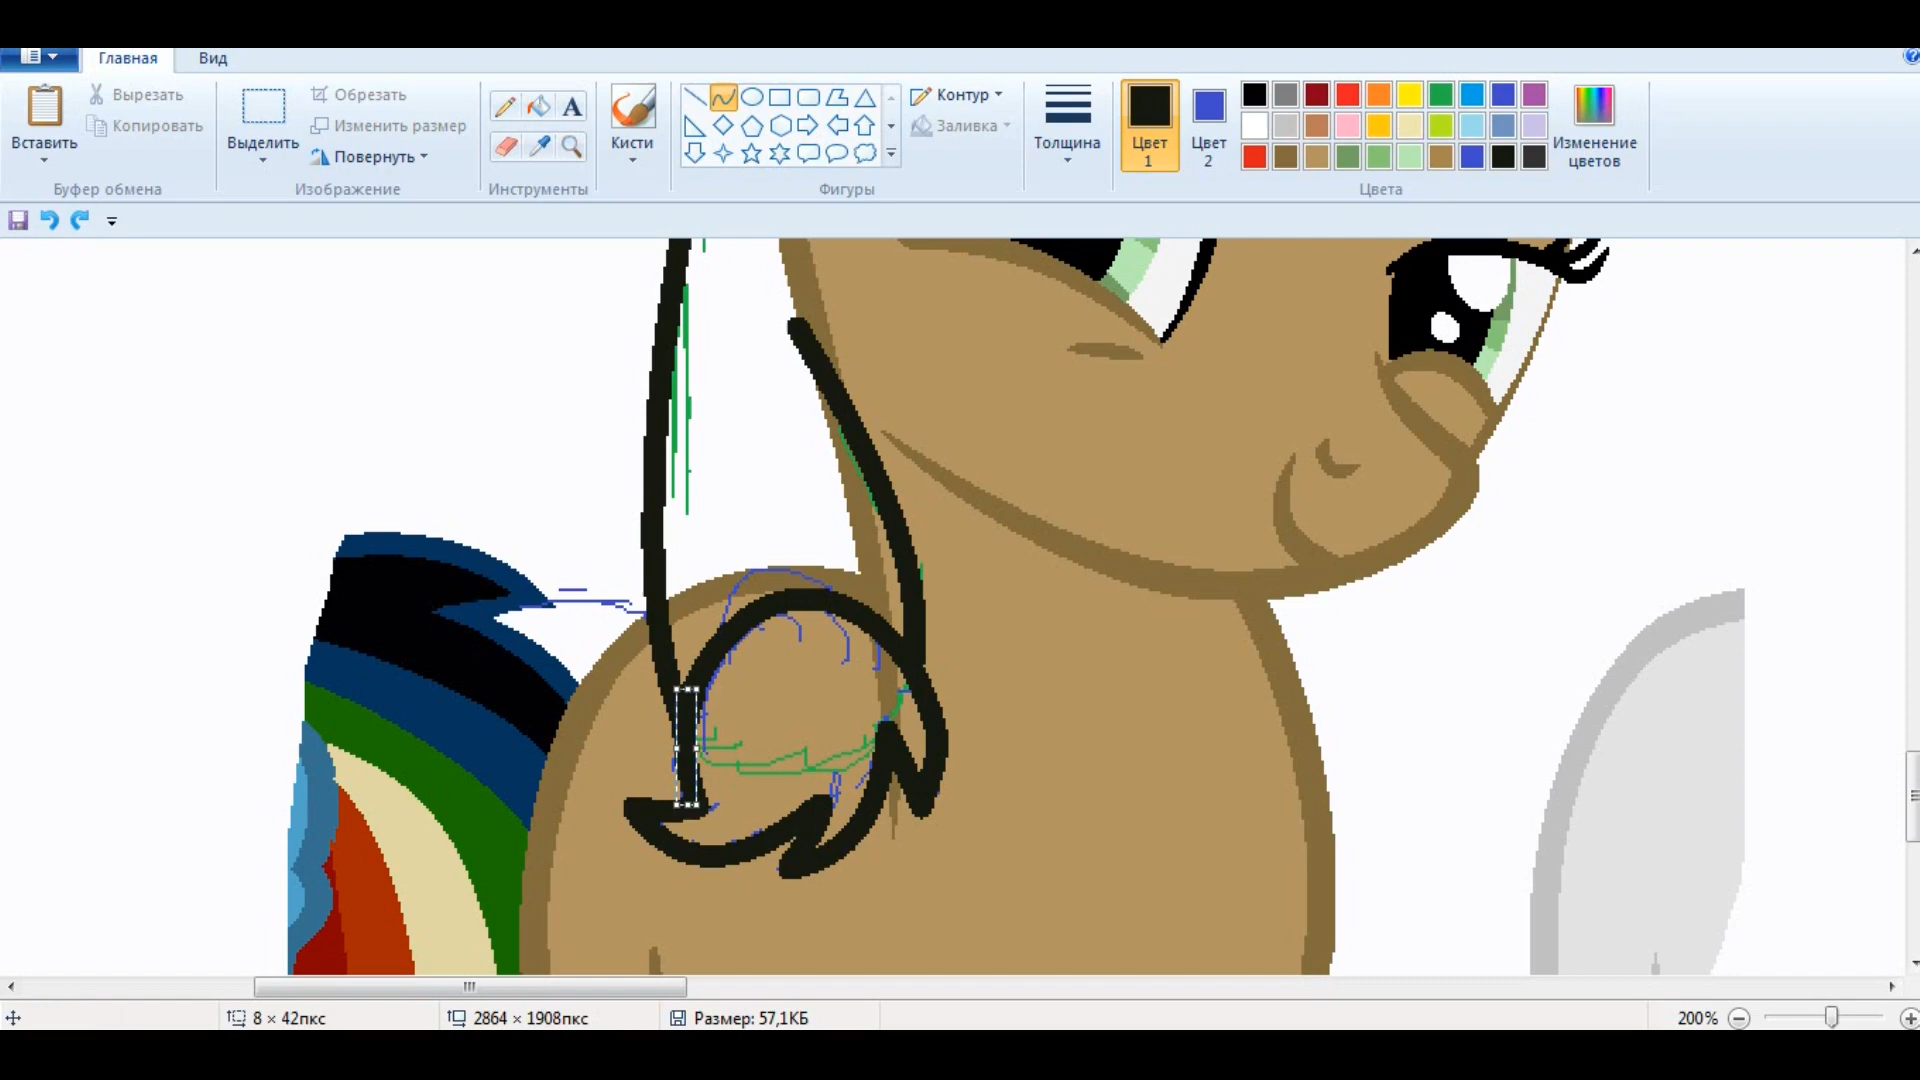 Главная Вид
Вставить
Вырезать
Копировать
Буфер обмена
Выделить
Обрезать
Изменить размер
Повернуть
Изображение
A
Инструменты
Кисти
Контур
Заливка
Фигуры
Толщина
Цвет
1
Цвет
2
Изменение
цветов
Цвета
8 × 42пкс
2864 × 1908пкс
Размер: 57,1КБ
200%